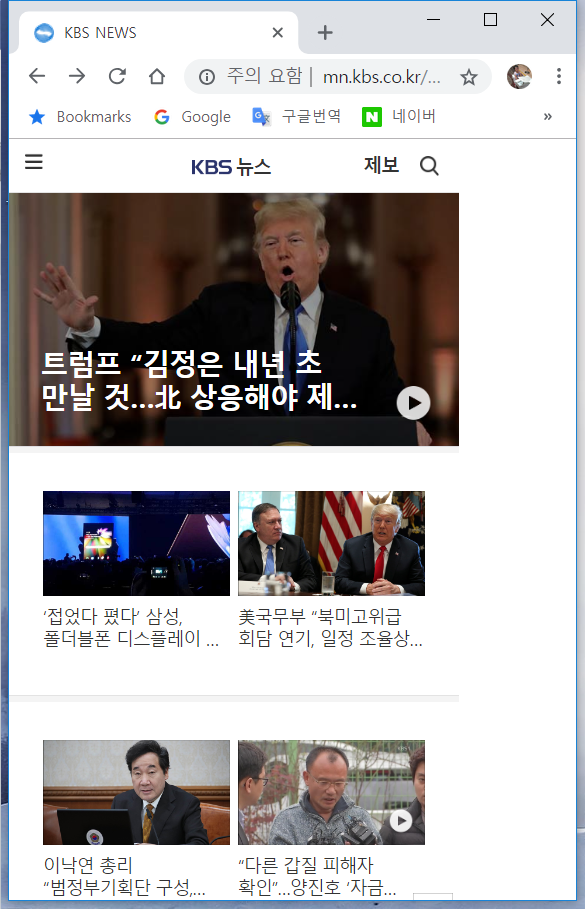 KBS NEWS
주의 요함 | mn.kbs.co.kr/...
Bookmarks Google 구글번역 네이버 »
KBS 뉴스 제보
트럼프 “김정은 내년 초
만날 것...北 상응해야 제...
‘접었다 폈다’ 삼성,
폴더블폰 디스플레이 ...
美국무부 “북미고위급
회담 연기, 일정 조율상...
이낙연 총리
“범정부기획단 구성,...
“다른 갑질 피해자
확인”...양진호 ‘자금...